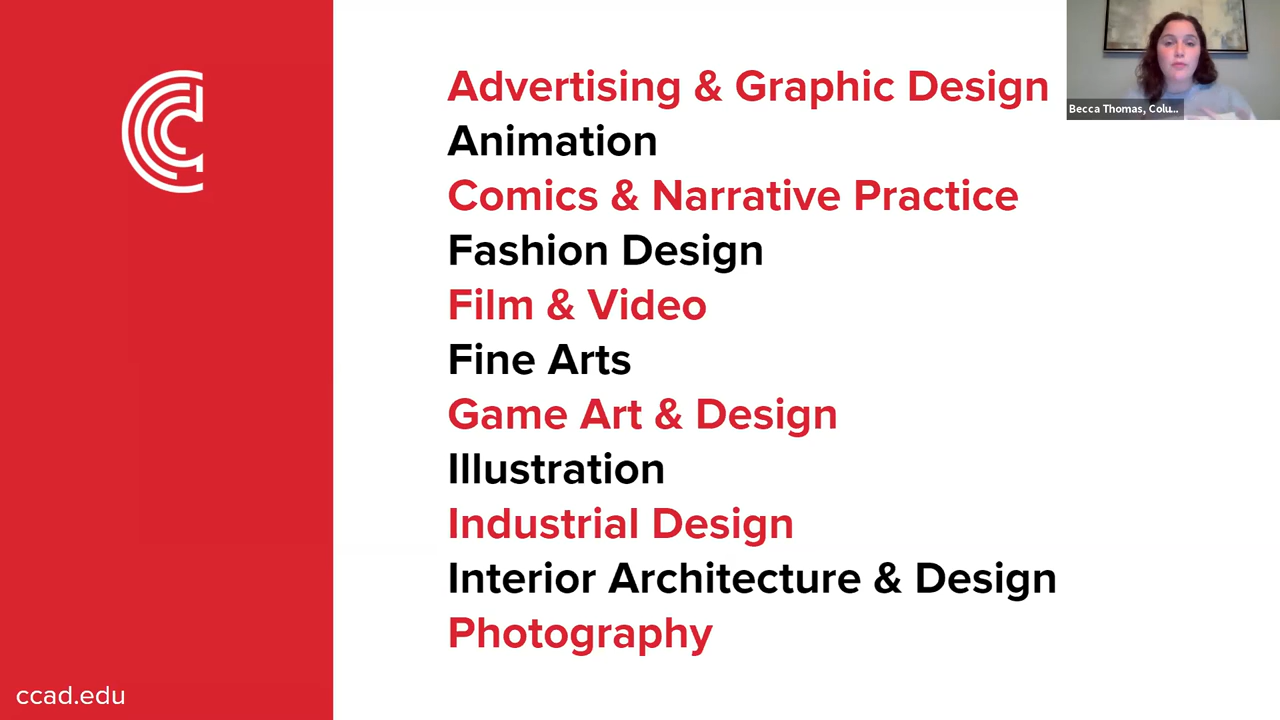 Advertising & Graphic Design
Animation
Comics & Narrative Practice
Fashion Design
Film & Video
Fine Arts
Game Art & Design
Illustration
Industrial Design
Interior Architecture & Design
Photography
Becca Thomas, Colu...
ccad.edu